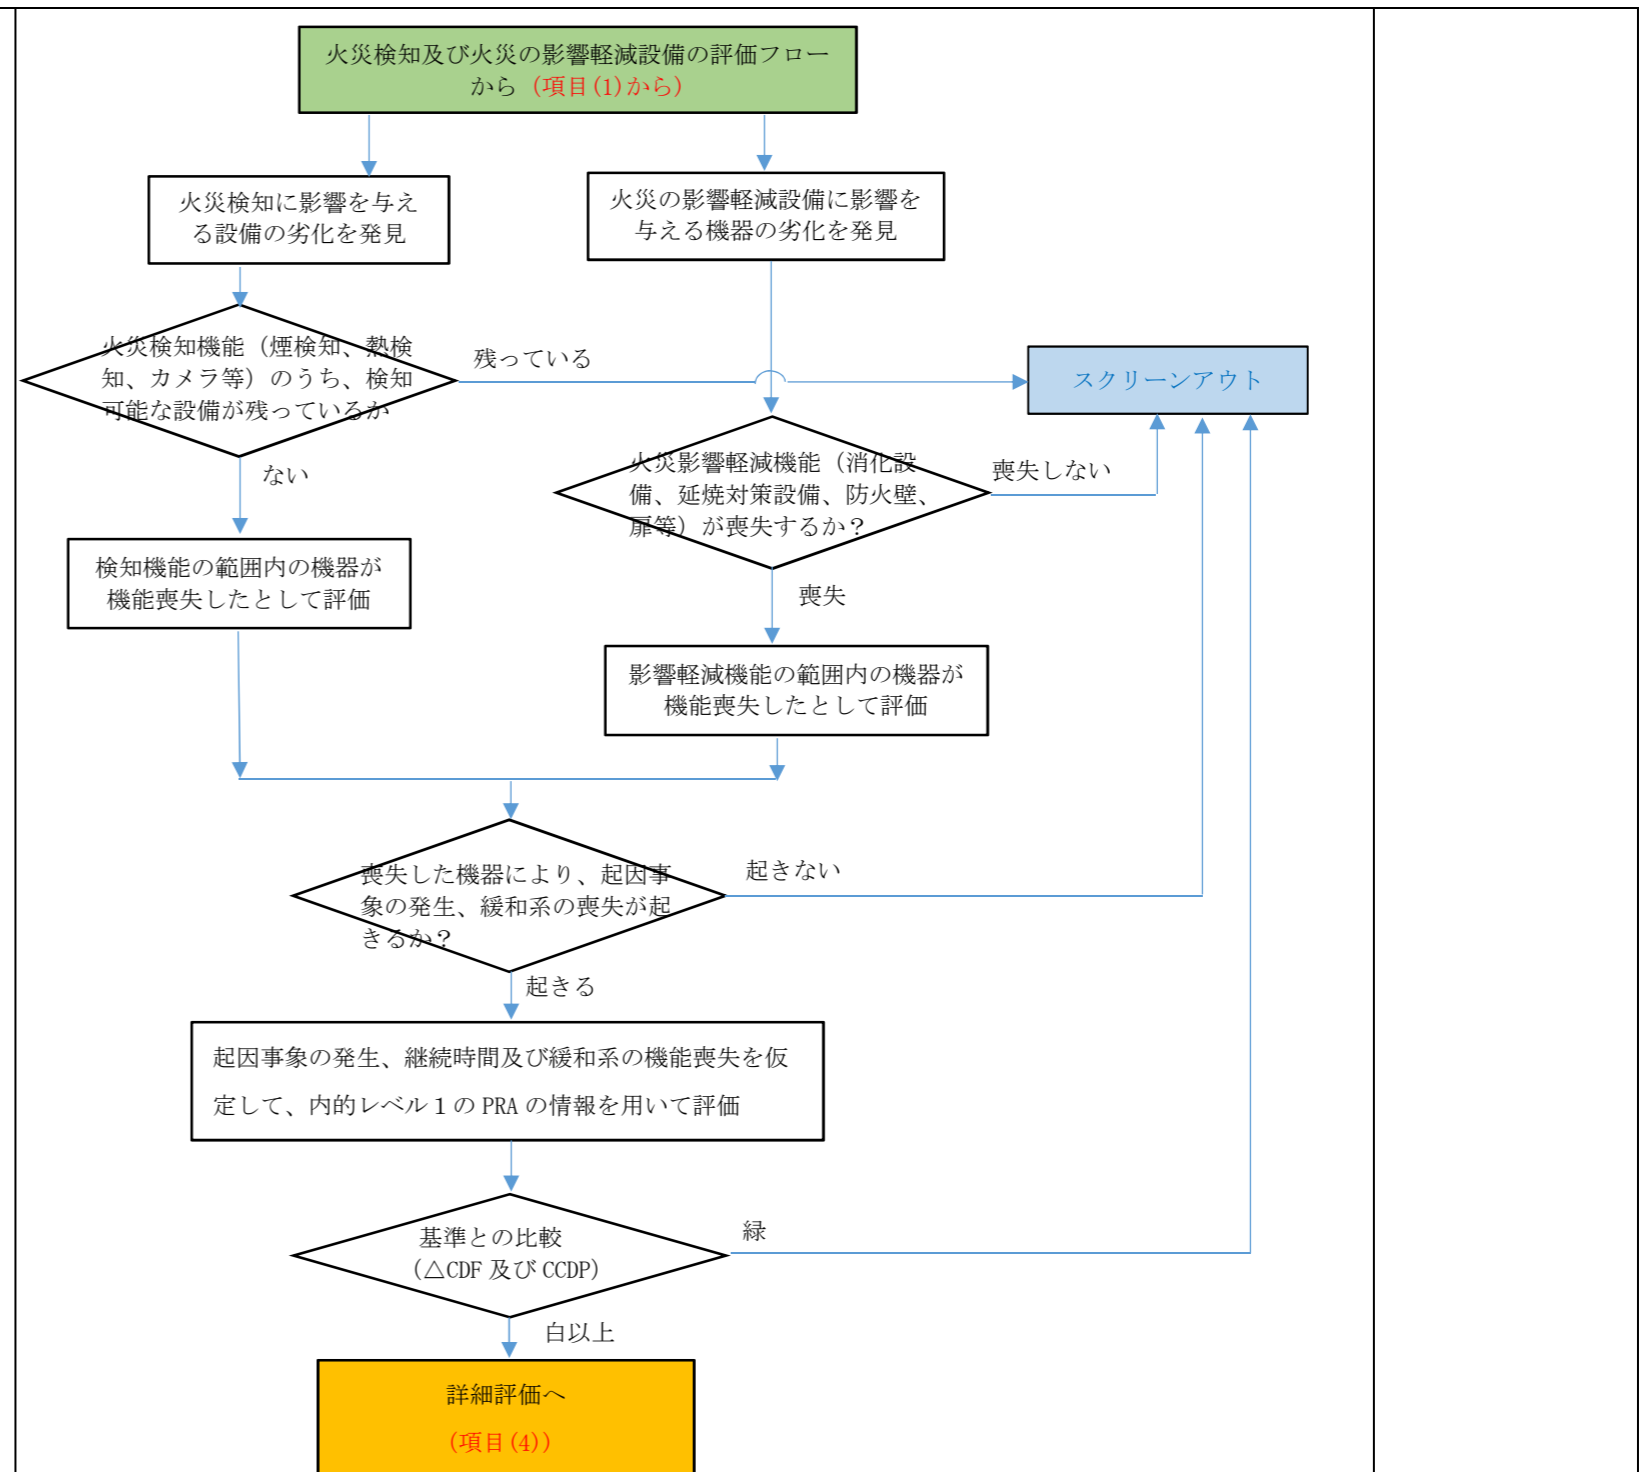 火災検知及び火災の影響軽減設備の評価フロー
から（項目(1)から）
火災検知に影響を与え
る設備の劣化を発見
火災の影響軽減設備に影響を
与える機器の劣化を発見
火災検知機能（煙検知、熱検
知、カメラ等）のうち、検知
可能な設備が残っているか
残っている
スクリーンアウト
ない
火災影響軽減機能（消化設
備、延焼対策設備、防火壁、
扉等）が喪失するか？
喪失しない
検知機能の範囲内の機器が
機能喪失したとして評価
喪失
影響軽減機能の範囲内の機器が
機能喪失したとして評価
喪失した機器により、起因事
象の発生、緩和系の喪失が起
きるか？
起きない
起きる
起因事象の発生、継続時間及び緩和系の機能喪失を仮
定して、内的レベル１の PRA の情報を用いて評価
基準との比較
（△CDF 及び CCDP）
緑
白以上
詳細評価へ
（項目(4)）